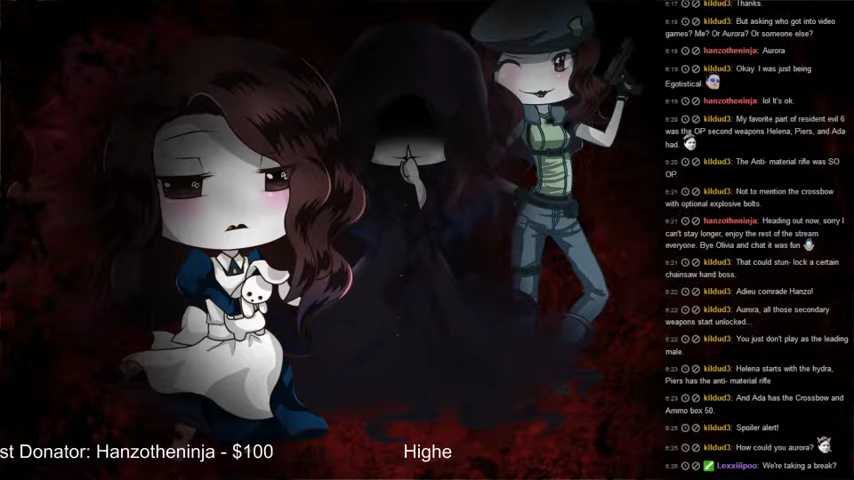 6:17 kildud3: Thanks.
6:18 kildud3: But asking who got into video
games? Me? Or Aurora? Or someone else?
6:18 hanzotheninja: Aurora
6:19 kildud3: Okay. I was just being
Egotistical.
6:19 hanzotheninja: lol It's ok.
6:20 kildud3: My favorite part of resident evil 6
was the OP second weapons Helena, Piers, and Ada
had.
6:20 kildud3: The Anti- material rifle was SO
OP.
6:21 kildud3: Not to mention the crossbow
with optional explosive bolts.
6:21 hanzotheninja: Heading out now, sorry I
can't stay longer, enjoy the rest of the stream
everyone. Bye Olivia and chat it was fun
6:21 kildud3: That could stun- lock a certain
chainsaw hand boss.
6:22 kildud3: Adieu comrade Hanzo!
6:22 kildud3: Aurora, all those secondary
weapons start unlocked...
6:22 kildud3: You just don't play as the leading
male.
6:23 kildud3: Helena starts with the hydra,
Piers has the anti- material rifle
6:23 kildud3: And Ada has the Crossbow and
Ammo box 50.
6:25 kildud3: Spoiler alert!
6:25 kildud3: How could you aurora?
6:26 Lexxiiipoo: We're taking a break?
st Donator: Hanzotheninja - $100
Highe